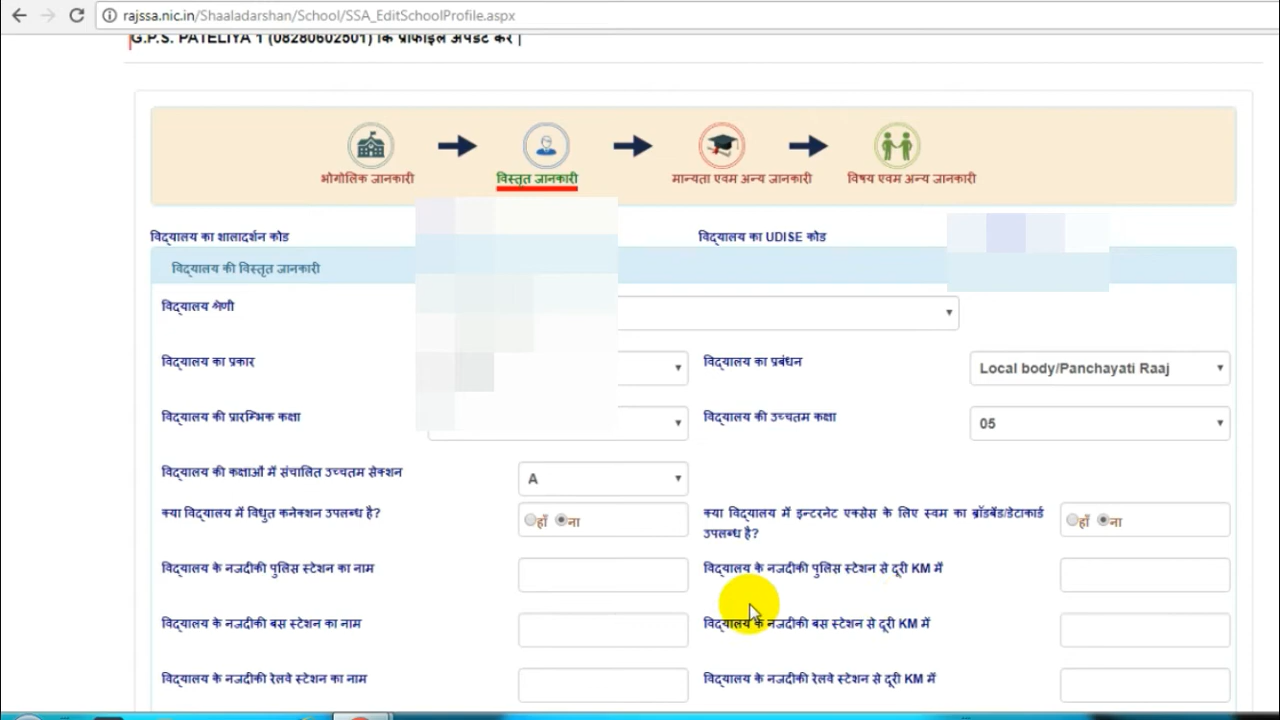 rajssa.nic.in/Shaaladarshan/School/SSA_EditSchoolProfile.aspx
G.P.S. PATELIYA 1 (08280602501) कि प्रोफाइल अपडेट करे |
भौगोलिक जानकारी विस्तृत जानकारी मान्यता एवम अन्य जानकारी विषय एवम अन्य जानकारी
विद्यालय का शालादर्शन कोड विद्यालय का UDISE कोड
विद्यालय की विस्तृत जानकारी
विद्यालय श्रेणी
विद्यालय का प्रकार विद्यालय का प्रबंधन Local body/Panchayati Raaj
विद्यालय की प्रारम्भिक कक्षा विद्यालय की उच्चतम कक्षा 05
विद्यालय की कक्षाओं में संचालित उच्चतम सेक्शन A
क्या विद्यालय में विधुत कनेक्शन उपलब्ध है? हाँ ना क्या विद्यालय में इन्टरनेट एक्सेस के लिए स्वम का ब्रॉडबेंड/डेटाकार्ड हाँ ना
उपलब्ध है?
विद्यालय के नजदीकी पुलिस स्टेशन का नाम विद्यालय के नजदीकी पुलिस स्टेशन से दूरी KM में
विद्यालय के नजदीकी बस स्टेशन का नाम विद्यालय के नजदीकी बस स्टेशन से दूरी KM में
विद्यालय के नजदीकी रेलवे स्टेशन का नाम विद्यालय के नजदीकी रेलवे स्टेशन से दूरी KM में